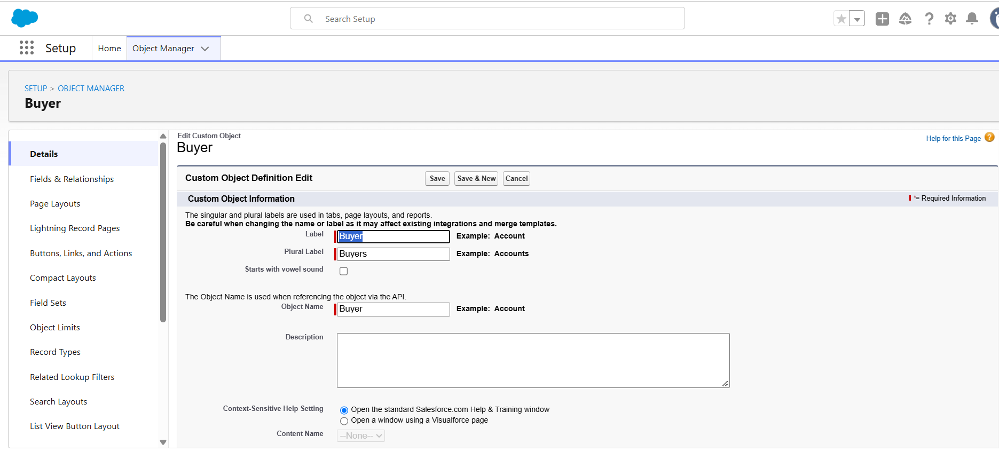 Search Setup
Setup
Home
Object Manager
SETUP > OBJECT MANAGER
Buyer
Details
Fields & Relationships
Page Layouts
Lightning Record Pages
Buttons, Links, and Actions
Compact Layouts
Field Sets
Object Limits
Record Types
Related Lookup Filters
Search Layouts
List View Button Layout
Edit Custom Object
Buyer
Help for this Page ?
Custom Object Definition Edit
Save
Save & New
Cancel
Custom Object Information
*= Required Information
The singular and plural labels are used in tabs, page layouts, and reports.
Be careful when changing the name or label as it may affect existing integrations and merge templates.
Label Buyer Example: Account
Plural Label Buyers Example: Accounts
Starts with vowel sound
The Object Name is used when referencing the object via the API.
Object Name Buyer Example: Account
Description
Context-Sensitive Help Setting Open the standard Salesforce.com Help & Training window
Open a window using a Visualforce page
Content Name --None--